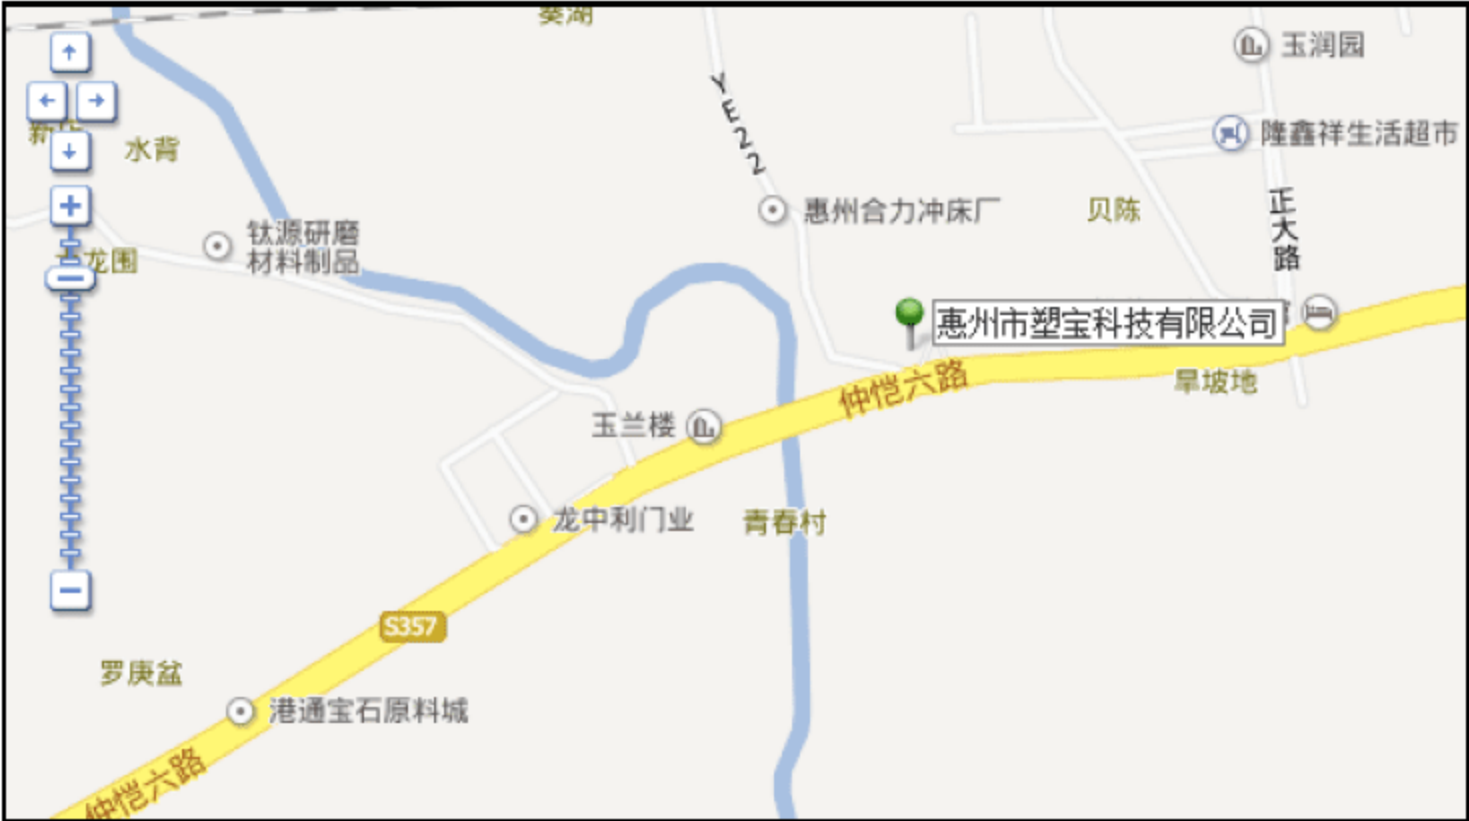 葵湖
玉润园
YE22
隆鑫祥生活超市
水背
正大路
惠州合力冲床厂
贝陈
钛源研磨
材料制品
龙围
惠州市塑宝科技有限公司
仲恺六路
旱坡地
玉兰楼
龙中利门业
青春村
S357
罗庚盆
港通宝石原料城
仲恺六路